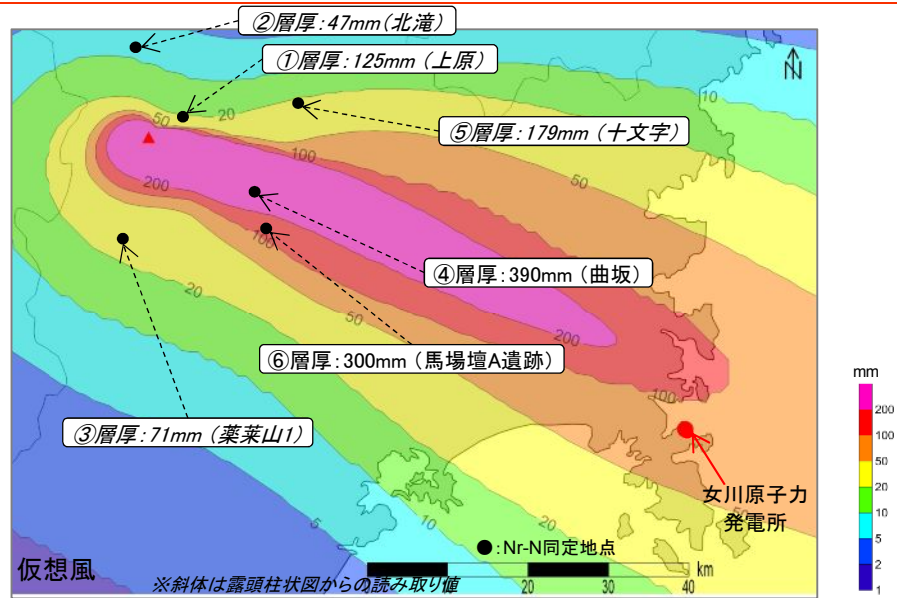 ②層厚：47mm（北滝）
①層厚：125mm（上原）
N
10
20
50
⑤層厚：179mm（十文字）
100
50
200
100
④層厚：390mm（曲坂）
20
50
200
⑥層厚：300mm（馬場壇A遺跡）
100
mm
200
100
50
20
10
5
2
1
③層厚：71mm（薬莱山1）
女川原子力
発電所
50
5
10
20
●：Nr-N同定地点
仮想風
km
20
40
※斜体は露頭柱状図からの読み取り値